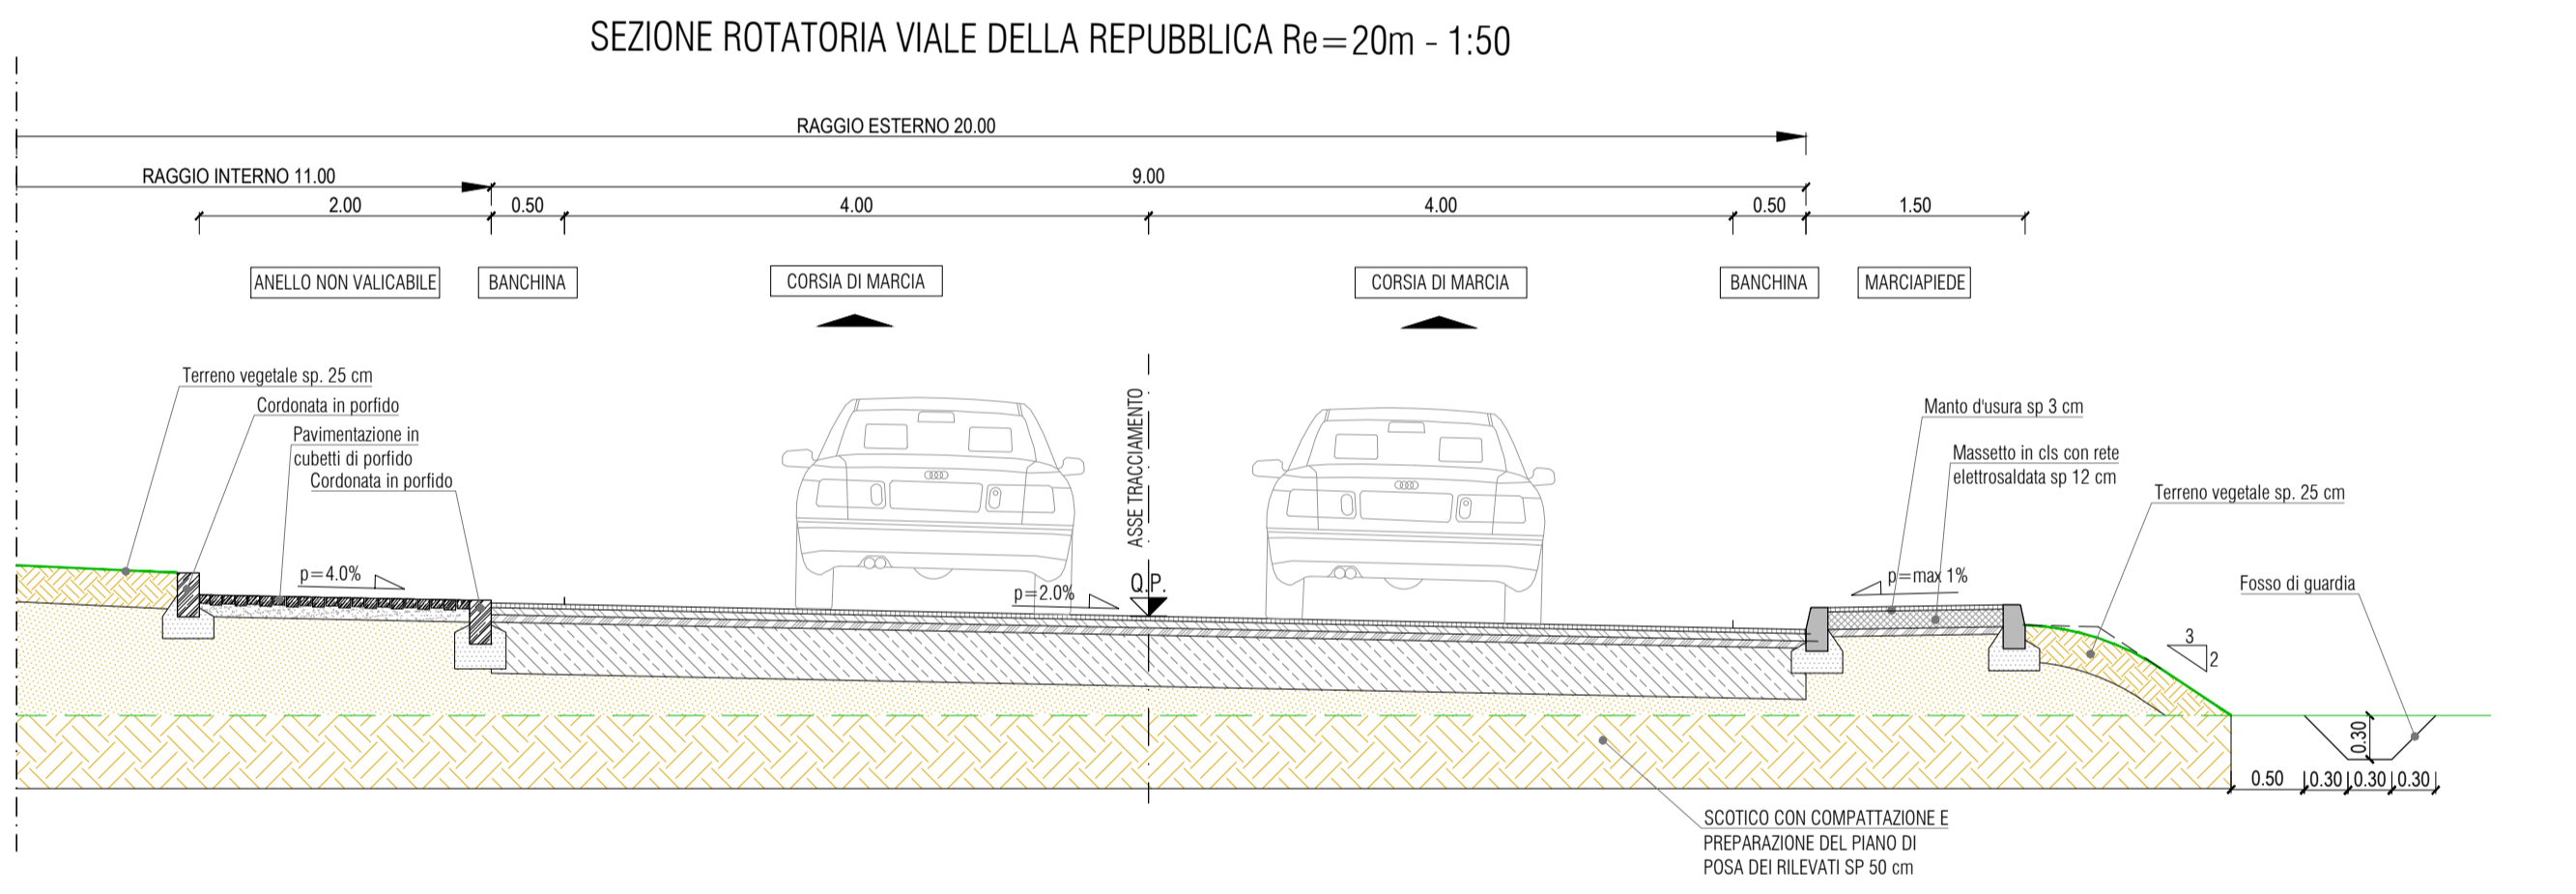 SEZIONE ROTATORIA VIALE DELLA REPUBBLICA Re=20m - 1:50
RAGGIO ESTERNO 20.00
RAGGIO INTERNO 11.00
9.00
2.00
0.50
4.00
4.00
0.50
1.50
ANELLO NON VALICABILE
BANCHINA
CORSIA DI MARCIA
CORSIA DI MARCIA
BANCHINA
MARCIAPIEDE
Terreno vegetale sp. 25 cm
Cordonata in porfido
Pavimentazione in
cubetti di porfido
Cordonata in porfido
ASSE TRACCIAMENTO
Manto d'usura sp 3 cm
Massetto in cls con rete
elettrosaldata sp 12 cm
Terreno vegetale sp. 25 cm
Fosso di guardia
p=4.0%
p=2.0%
Q.P.
p=max 1%
3
2
0.30
0.50
0.30
0.30
0.30
SCOTICO CON COMPATTAZIONE E
PREPARAZIONE DEL PIANO DI
POSA DEI RILEVATI SP 50 cm